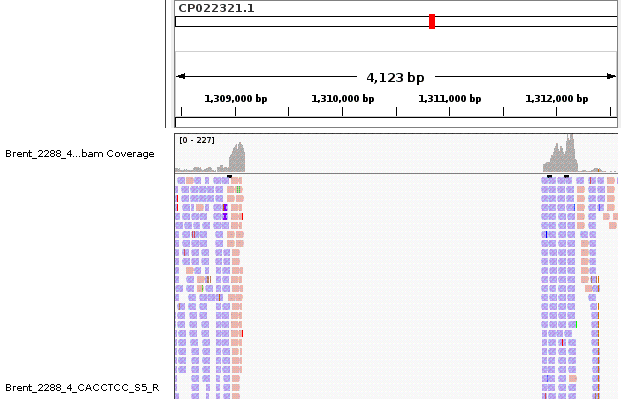 CP022321.1
4,123 bp
1,309,000 bp 1,310,000 bp 1,311,000 bp 1,312,000 bp
[0 - 227]
Brent_2288_4...bam Coverage
Brent_2288_4_CACCTCC_S5_R